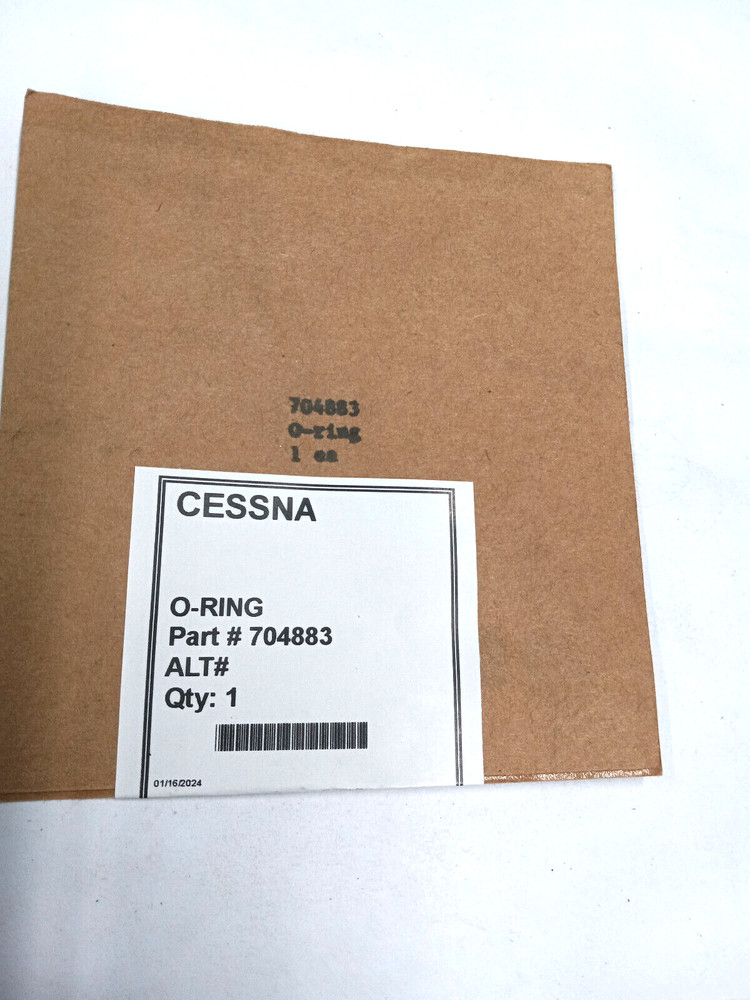 704883
O-ring
1 ea
CESSNA
O-RING
Part # 704883
ALT#
Qty: 1
01/16/2024